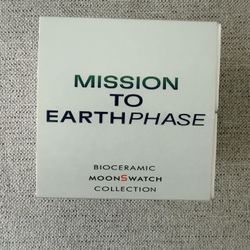 MISSION
TO
EARTHPHASE
BIOCERAMIC
MOONSWATCH
COLLECTION